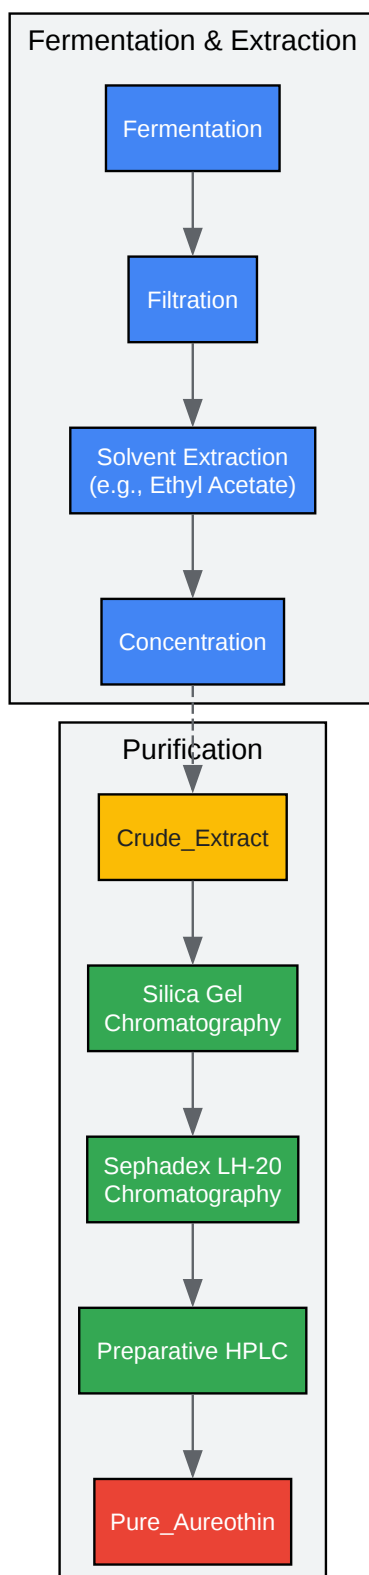 Fermentation & Extraction
Fermentation
Filtration
Solvent Extraction
(e.g., Ethyl Acetate)
Concentration
Purification
Crude_Extract
Silica Gel
Chromatography
Sephadex LH-20
Chromatography
Preparative HPLC
Pure_Aureothin